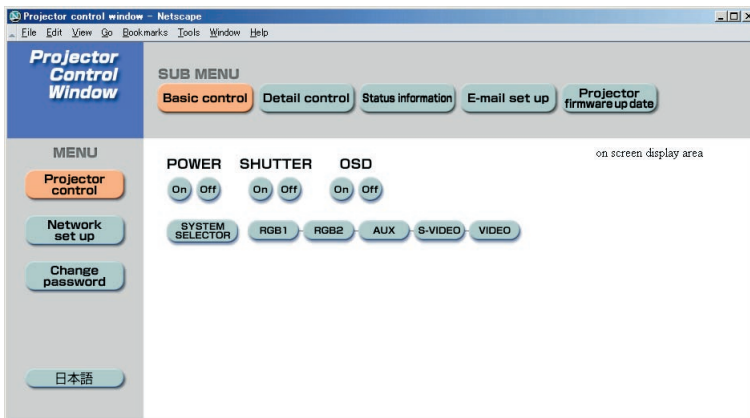 Projector control window - Netscape
File Edit View Go Bookmarks Tools Window Help
Projector
Control
Window
SUB MENU
Basic control Detail control Status information E-mail set up Projector firmware up date
MENU
Projector
control
Network
set up
Change
password
日本語
on screen display area
POWER SHUTTER OSD
On Off On Off On Off
SYSTEM
SELECTOR
RGB1 RGB2 AUX S-VIDEO VIDEO